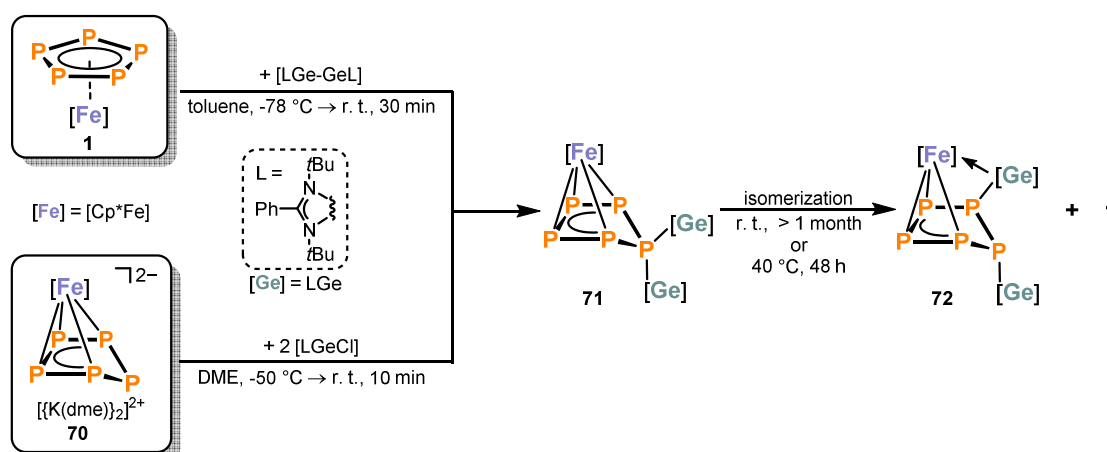 P P P P P
[Fe]
1
[Fe] = [Cp*Fe]
[Fe] 2−
P P P P P
[{K(dme)}₂]²⁺
70
+ [LGe-GeL]
toluene, -78 °C → r. t., 30 min
L =
tBu
N
Ph
N
tBu
[Ge] = LGe
+ 2 [LGeCl]
DME, -50 °C → r. t., 10 min
[Fe]
P P
P P P
[Ge]
[Ge]
71
isomerization
r. t., > 1 month
or
40 °C, 48 h
[Fe]
[Ge]
P P
P P P
[Ge]
72
+